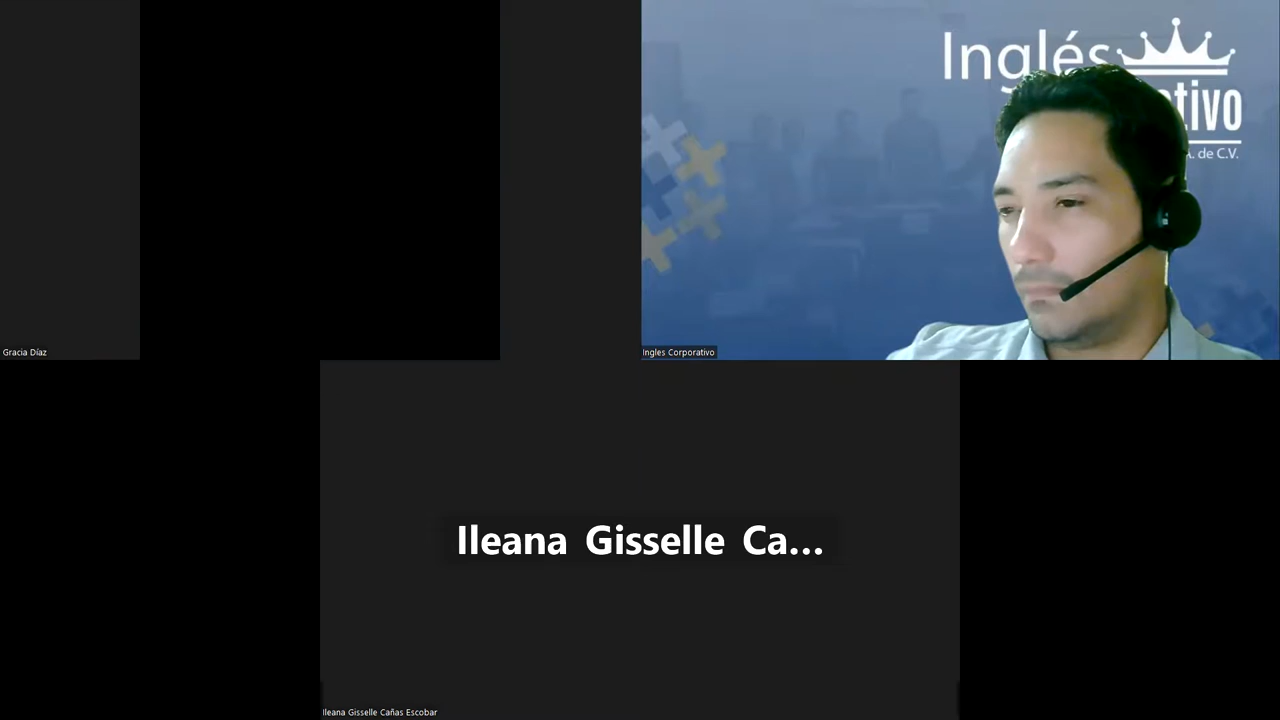 Inglés
tivo
A. de C.V.
Gracia Díaz
Ingles Corporativo
Ileana Gisselle Ca...
Ileana Gisselle Cañas Escobar